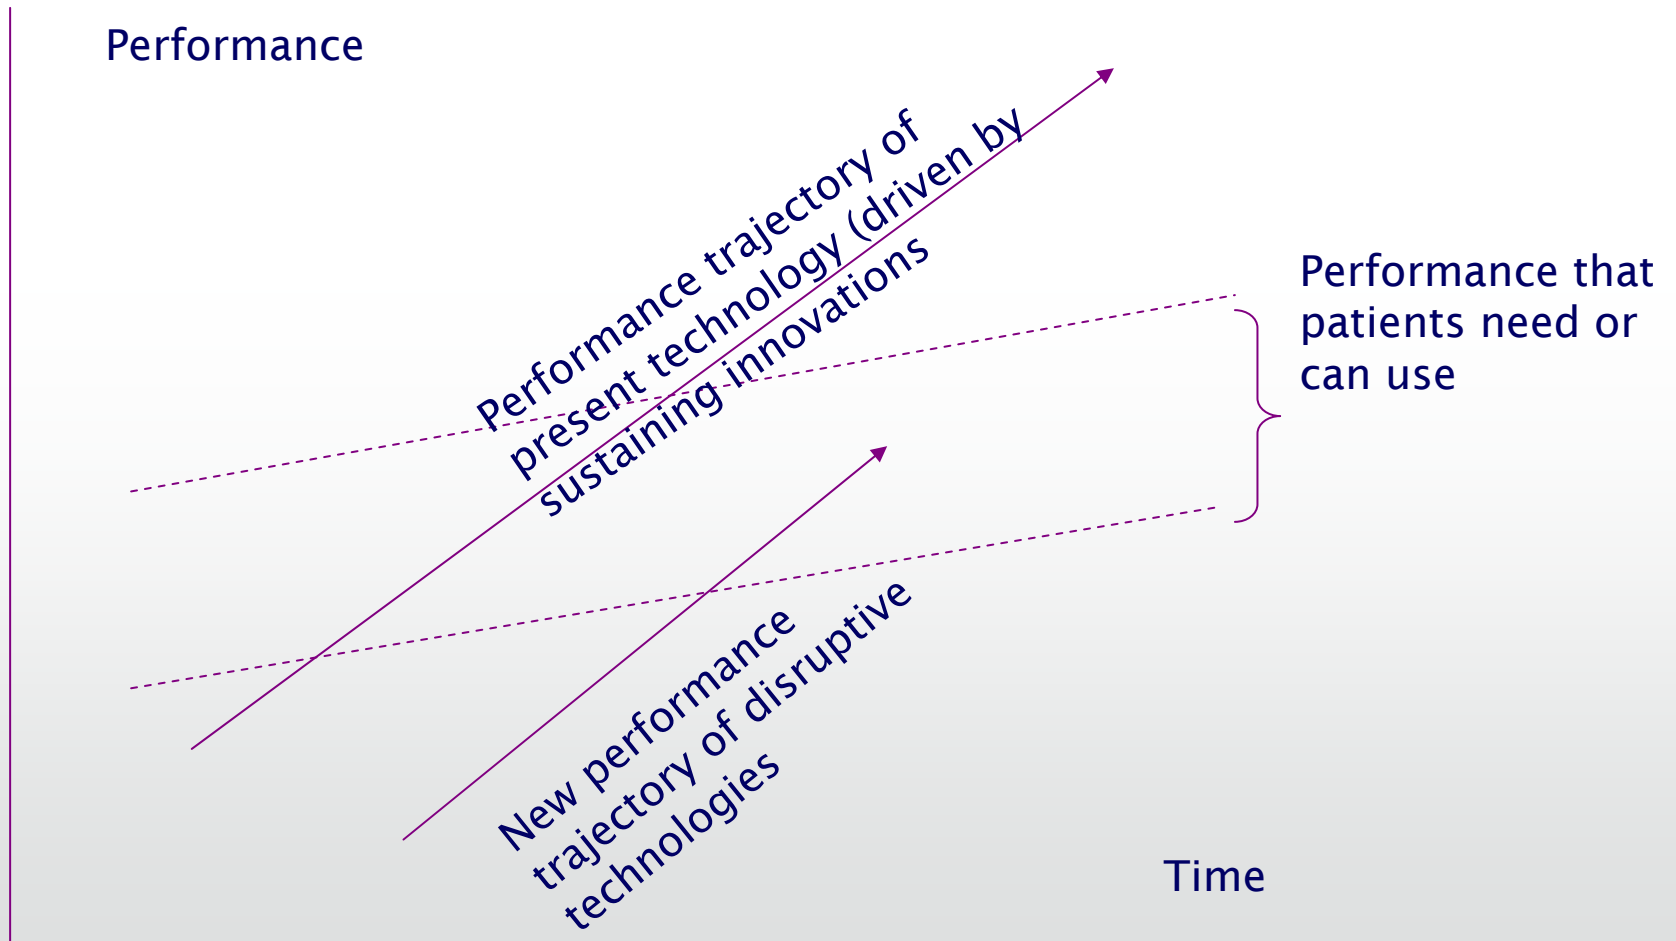 Performance
Performance trajectory of
present technology (driven by
sustaining innovations
Performance that
patients need or
can use
New performance
trajectory of disruptive
technologies
Time